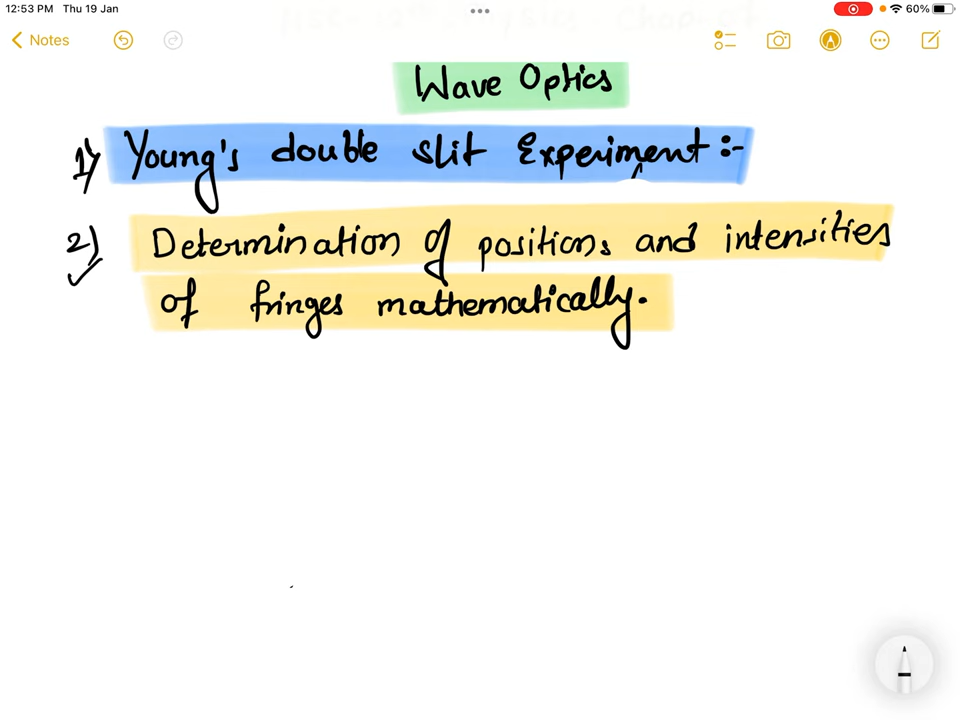 12:53 PM Thu 19 Jan
60%
Notes
Wave Optics
1) Young's double slit Experiment :-
2) Determination of positions and intensities
of fringes mathematically.